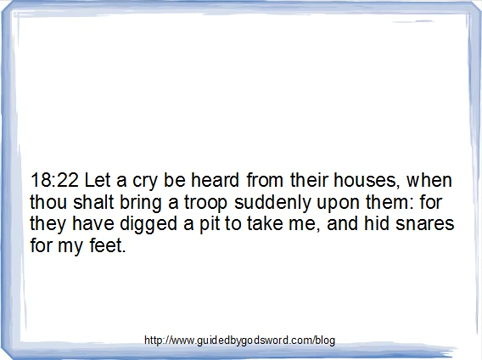 18:22 Let a cry be heard from their houses, when
thou shalt bring a troop suddenly upon them: for
they have digged a pit to take me, and hid snares
for my feet.
http://www.guidedbygodsword.com/blog